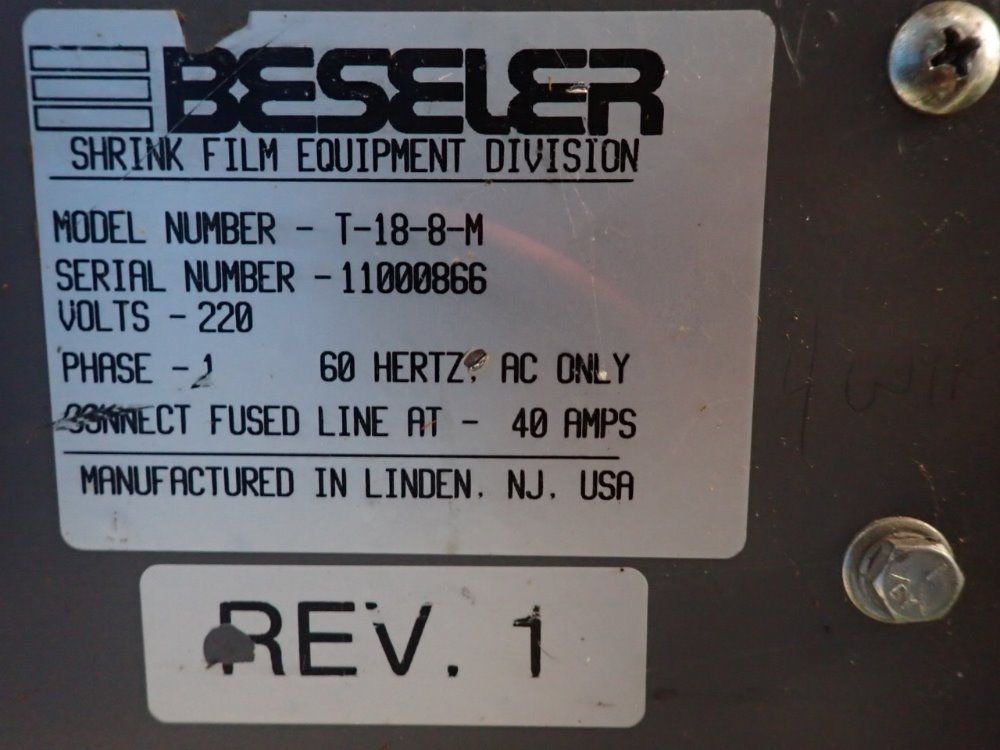 BESELER
SHRINK FILM EQUIPMENT DIVISION
MODEL NUMBER - T-18-8-M
SERIAL NUMBER - 11000866
VOLTS - 220
PHASE - 1 60 HERTZ, AC ONLY
CONNECT FUSED LINE AT - 40 AMPS
MANUFACTURED IN LINDEN, NJ, USA
REV. 1